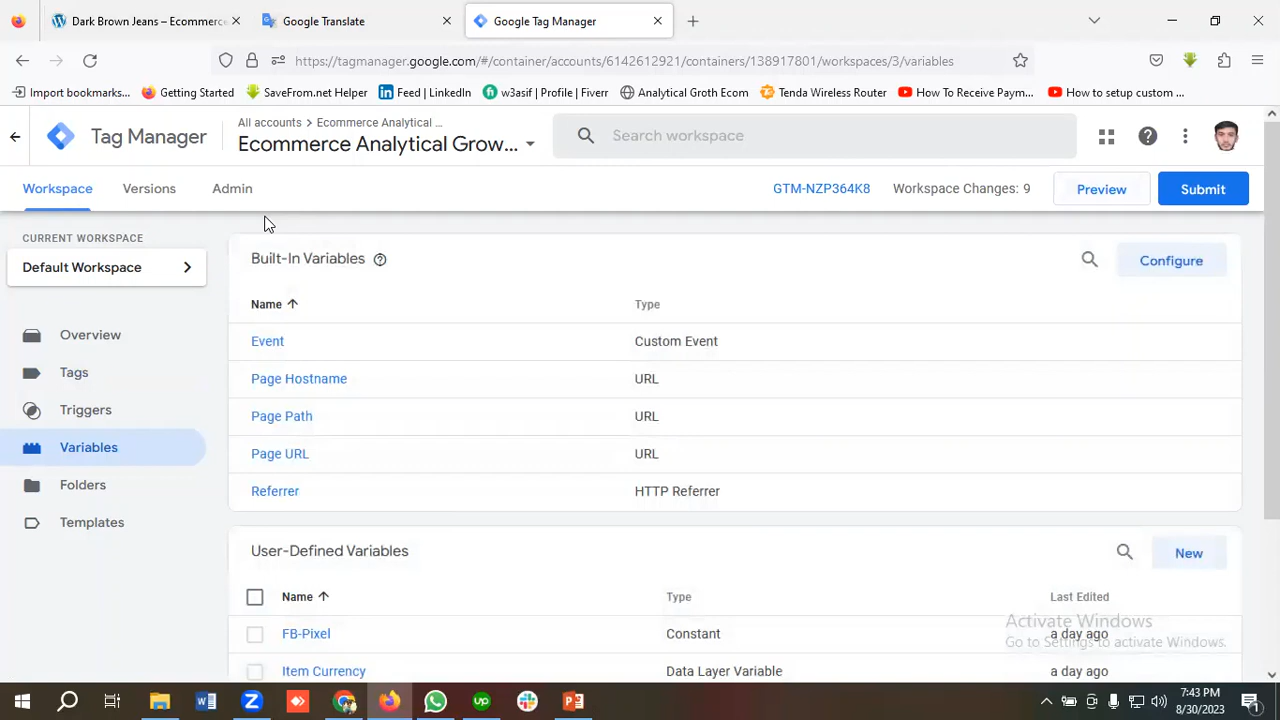 Dark Brown Jeans – Ecommerce
Google Translate
Google Tag Manager
https://tagmanager.google.com/#/container/accounts/6142612921/containers/138917801/workspaces/3/variables
Import bookmarks...
Getting Started
SaveFrom.net Helper
Feed | LinkedIn
w3asif | Profile | Fiverr
Analytical Groth Ecom
Tenda Wireless Router
How To Receive Paym...
How to setup custom ...
Tag Manager
All accounts > Ecommerce Analytical ...
Ecommerce Analytical Grow...
Search workspace
Workspace
Versions
Admin
GTM-NZP364K8
Workspace Changes: 9
Preview
Submit
CURRENT WORKSPACE
Default Workspace
Overview
Tags
Triggers
Variables
Folders
Templates
Built-In Variables
Configure
Name Type
Event Custom Event
Page Hostname URL
Page Path URL
Page URL URL
Referrer HTTP Referrer
User-Defined Variables
New
Name Type Last Edited
FB-Pixel Constant a day ago
Item Currency Data Layer Variable a day ago
Activate Windows
Go to Settings to activate Windows.
7:43 PM
8/30/2023